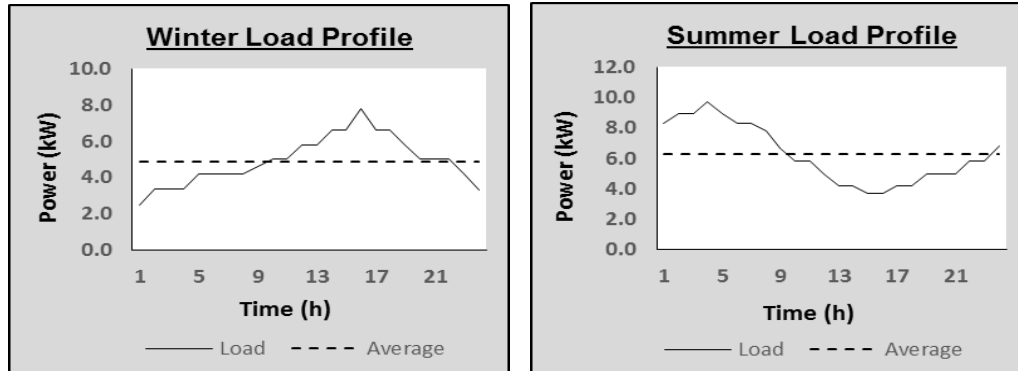 Winter Load Profile
10.0
8.0
6.0
4.0
2.0
0.0
Power (kW)
1 5 9 13 17 21
Time (h)
Load Average
Summer Load Profile
12.0
10.0
8.0
6.0
4.0
2.0
0.0
Power (kW)
1 5 9 13 17 21
Time (h)
Load Average